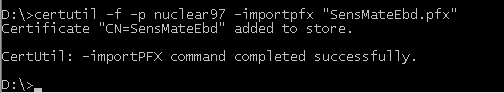 D:\>certutil -f -p nuclear97 -importpfx "SensMateEbd.pfx"
Certificate "CN=SensMateEbd" added to store.
CertUtil: -importPFX command completed successfully.
D:\>_